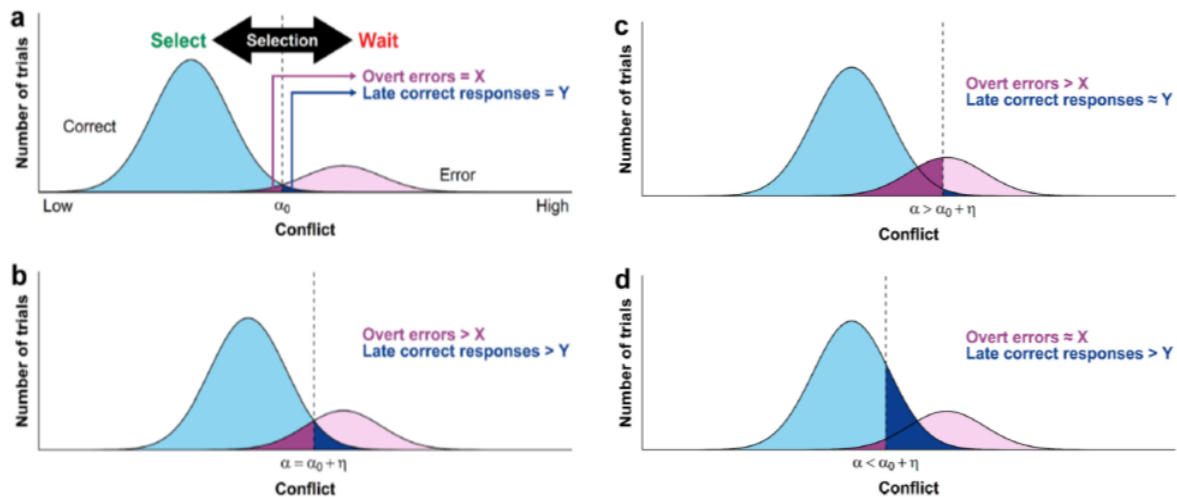 a
Number of trials
Select
Selection
Wait
Overt errors = X
Late correct responses = Y
Correct
Error
Low
α₀
High
Conflict
b
Number of trials
Overt errors > X
Late correct responses > Y
α = α₀ + η
Conflict
c
Number of trials
Overt errors > X
Late correct responses ≈ Y
α > α₀ + η
Conflict
d
Number of trials
Overt errors ≈ X
Late correct responses > Y
α < α₀ + η
Conflict